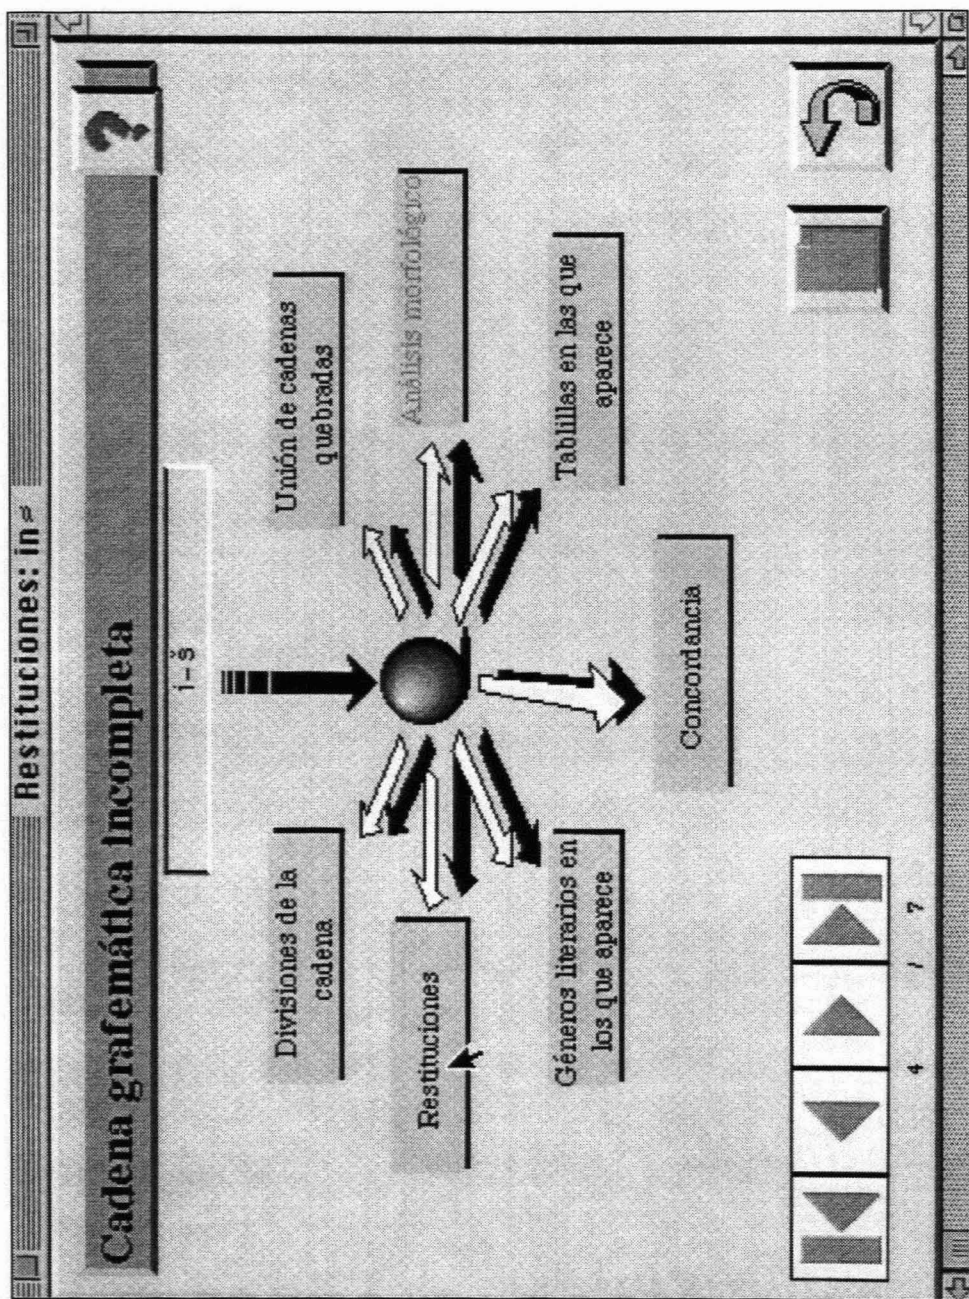 Restituciones: in≠
Cadena grafemática incompleta
?
i-š
Divisiones de la
cadena
Unión de cadenas
quebradas
Restituciones
Análisis morfológico
Géneros literarios en
los que aparece
Tablillas en las que
aparece
Concordancia
4 / 7